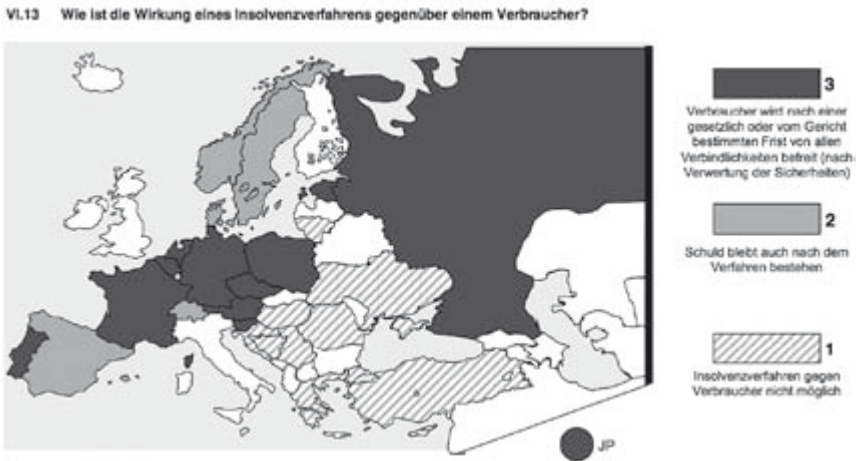 VI.13 Wie ist die Wirkung eines Insolvenzverfahrens gegenüber einem Verbraucher?
3
Verbraucher wird nach einer
gesetzlich oder vom Gericht
bestimmten Frist von allen
Verbindlichkeiten befreit (nach
Verwertung der Sicherheiten)
2
Schuld bleibt auch nach dem
Verfahren bestehen
1
Insolvenzverfahren gegen
Verbraucher nicht möglich
JP